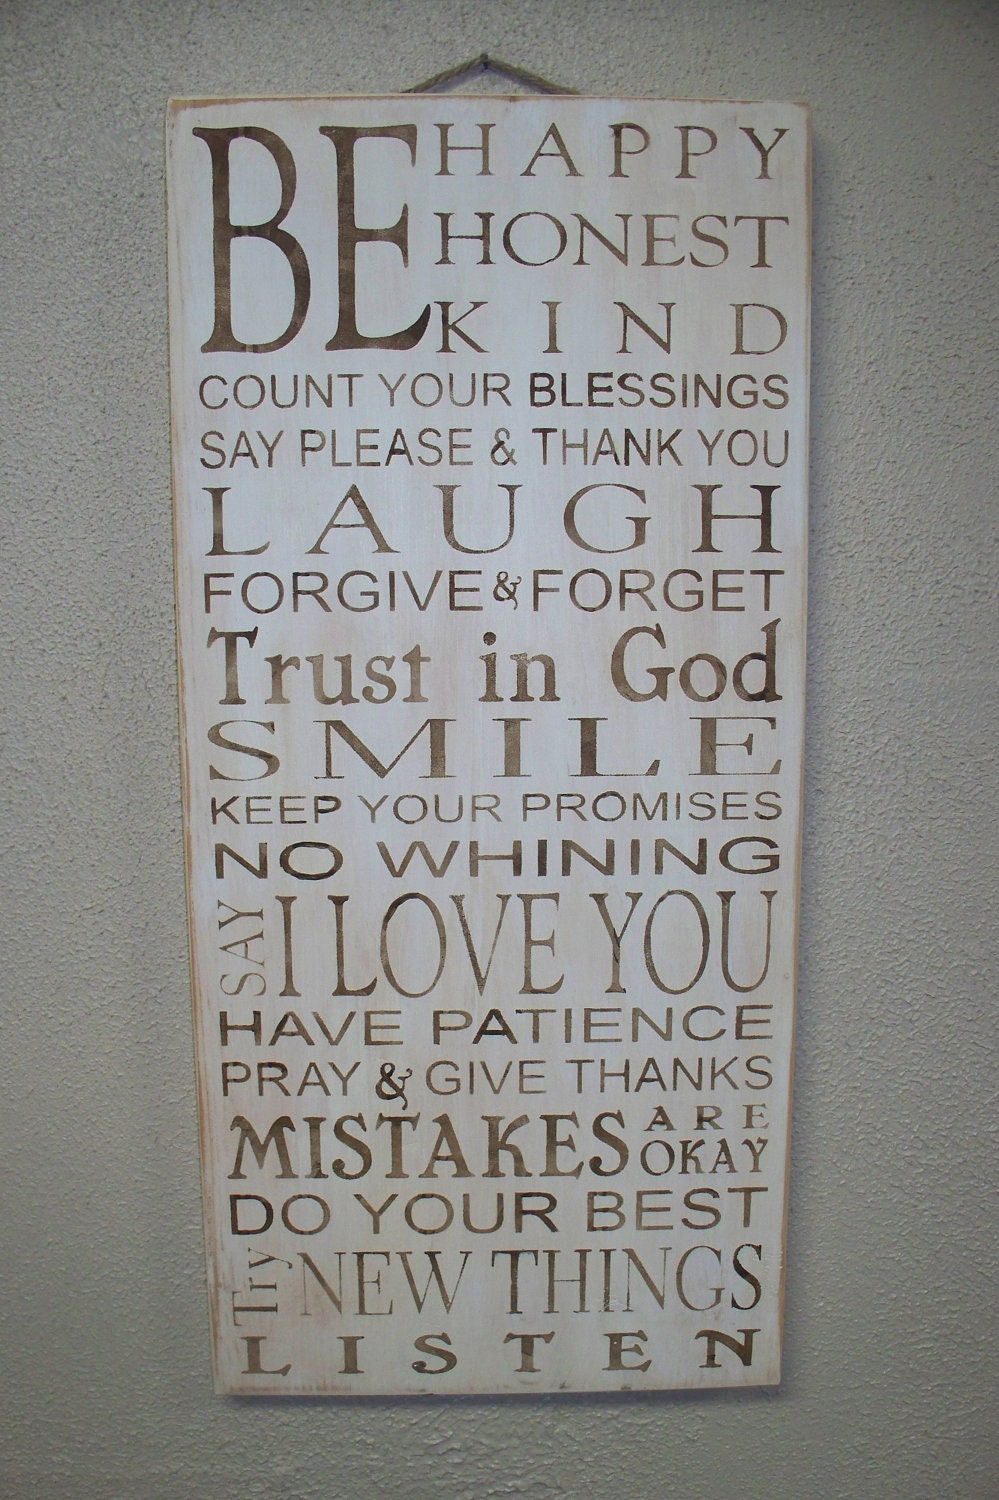 BE HAPPY
HONEST
KIND
COUNT YOUR BLESSINGS
SAY PLEASE & THANK YOU
LAUGH
FORGIVE & FORGET
Trust in God
SMILE
KEEP YOUR PROMISES
NO WHINING
SAY I LOVE YOU
HAVE PATIENCE
PRAY & GIVE THANKS
MISTAKES ARE OKAY
DO YOUR BEST
Try NEW THINGS
LISTEN